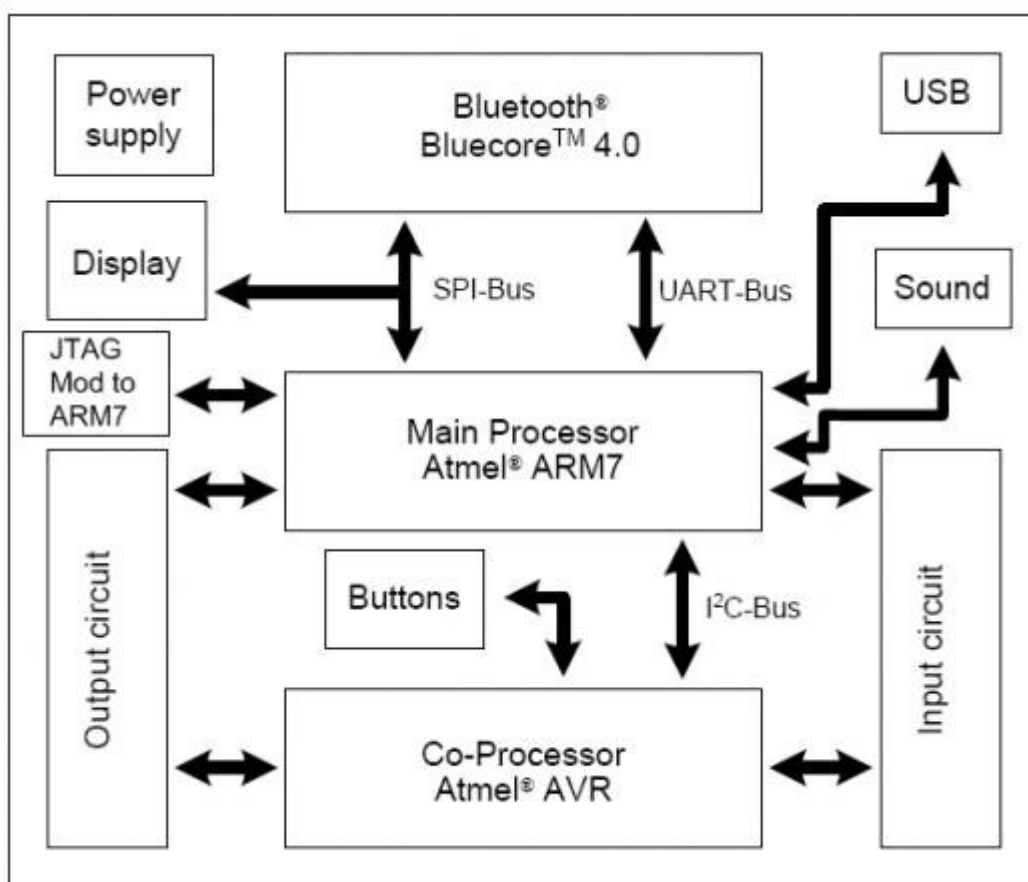 Power
supply
Bluetooth®
Bluecore™ 4.0
USB
Display
SPI-Bus
UART-Bus
Sound
JTAG
Mod to
ARM7
Main Processor
Atmel® ARM7
Output circuit
Buttons
I²C-Bus
Input circuit
Co-Processor
Atmel® AVR